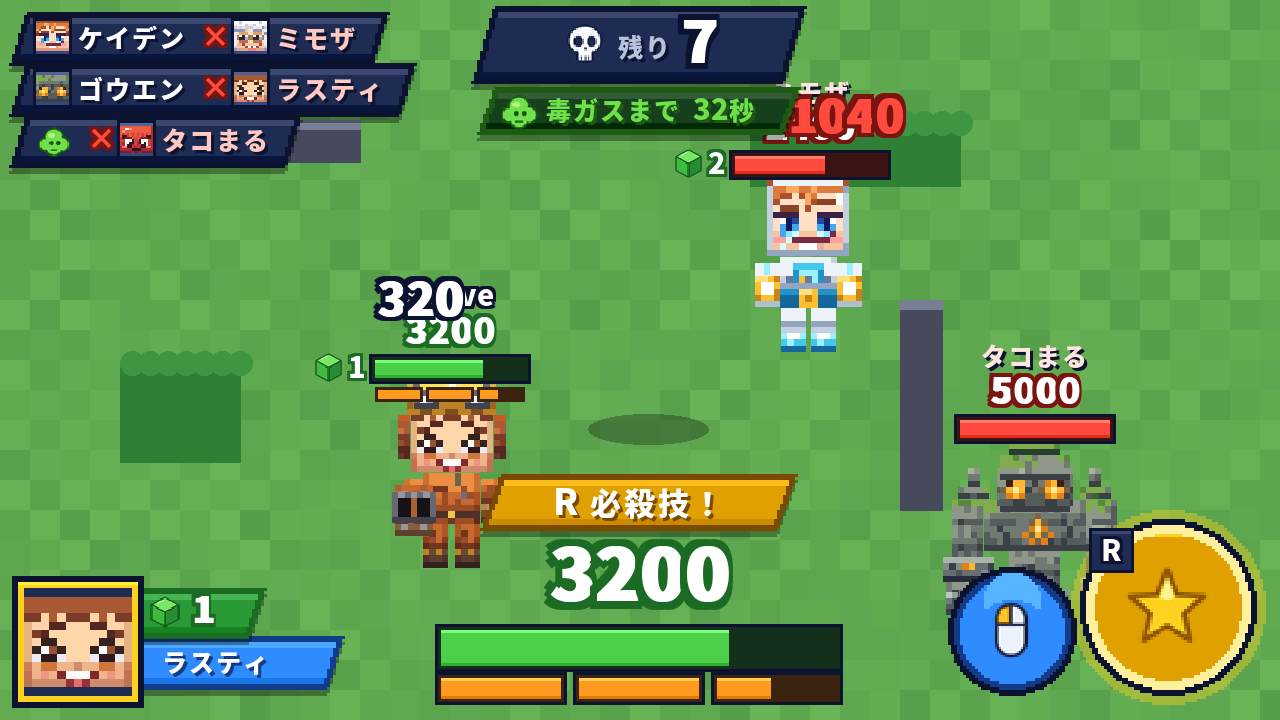 ケイデン ミモザ
ゴウエン ラスティ
タコまる
残り 7
毒ガスまで 32秒
1040
2
320
3200
1
タコまる
5000
R 必殺技！
3200
R
1
ラスティ